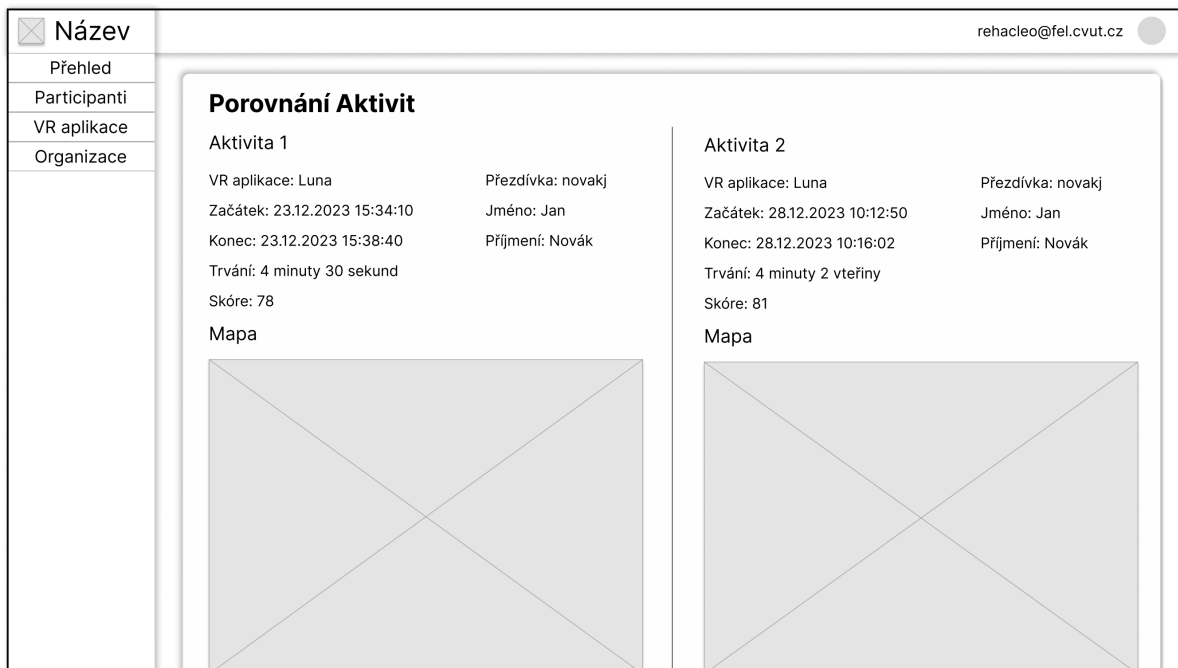 Název
rehacleo@fel.cvut.cz
Přehled
Participanti
VR aplikace
Organizace
Porovnání Aktivit
Aktivita 1
VR aplikace: Luna
Přezdívka: novakj
Začátek: 23.12.2023 15:34:10
Jméno: Jan
Konec: 23.12.2023 15:38:40
Příjmení: Novák
Trvání: 4 minuty 30 sekund
Skóre: 78
Mapa
Aktivita 2
VR aplikace: Luna
Přezdívka: novakj
Začátek: 28.12.2023 10:12:50
Jméno: Jan
Konec: 28.12.2023 10:16:02
Příjmení: Novák
Trvání: 4 minuty 2 vteřiny
Skóre: 81
Mapa